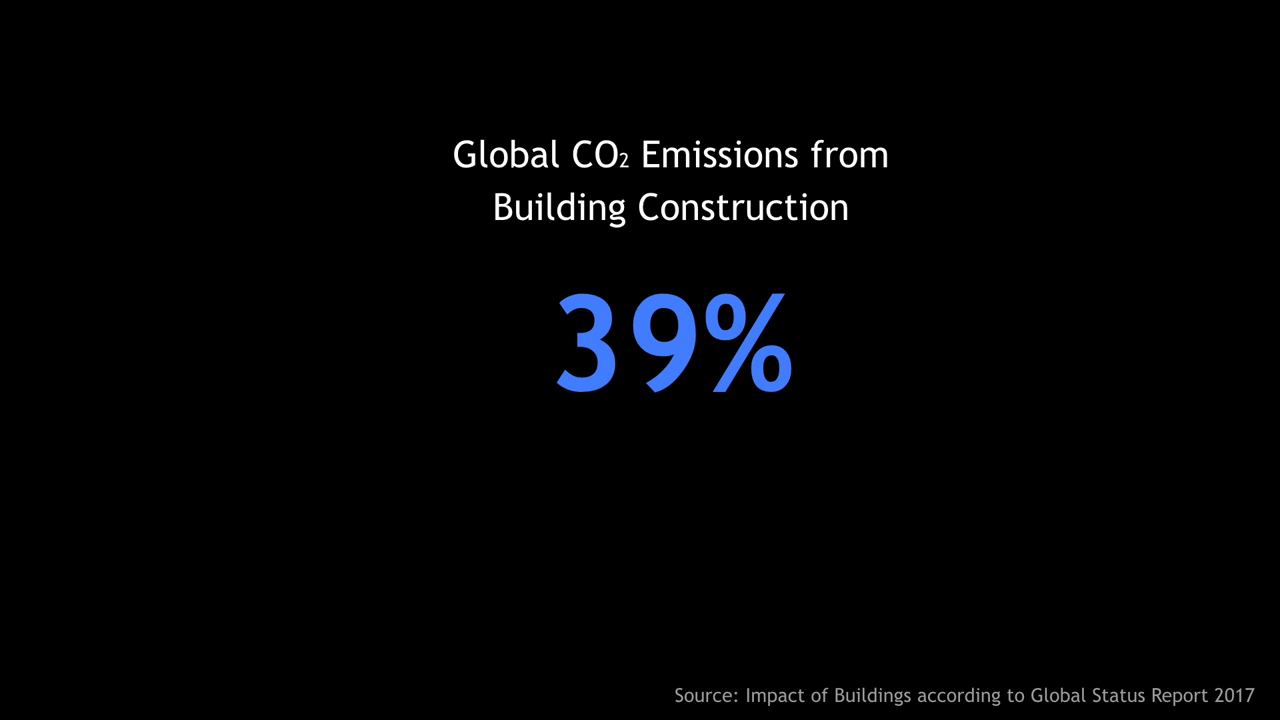 Global CO₂ Emissions from
Building Construction
39%
Source: Impact of Buildings according to Global Status Report 2017